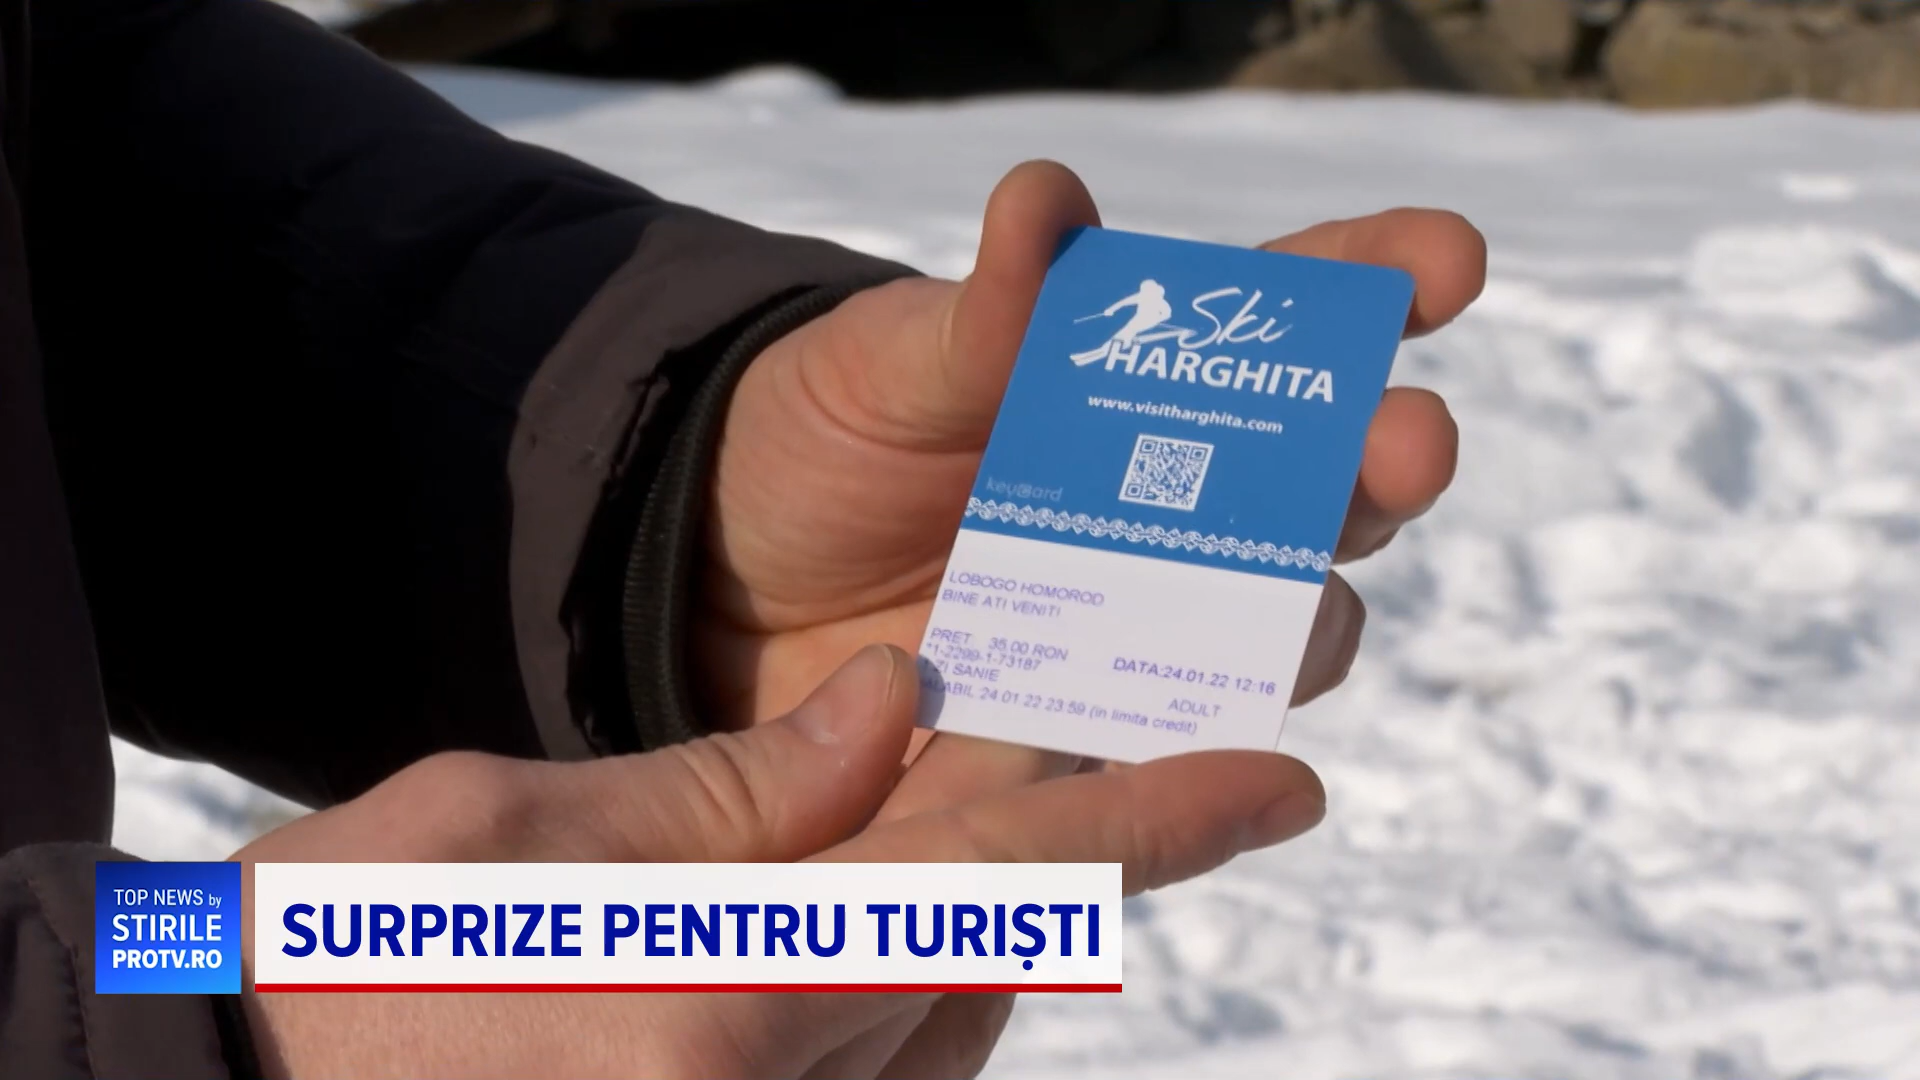 Ski
HARGHITA
www.visitharghita.com
keycard
LOBOGO HOMOROD
BINE ATI VENITI
PRET 35.00 RON
*1-2299-1-73187
DATA:24.01.22 12:16
1 ZI SANIE
ADULT
VALABIL 24 01 22 23:59 (in limita credit)
TOP NEWS by
STIRILE
PROTV.RO
SURPRIZE PENTRU TURIȘTI